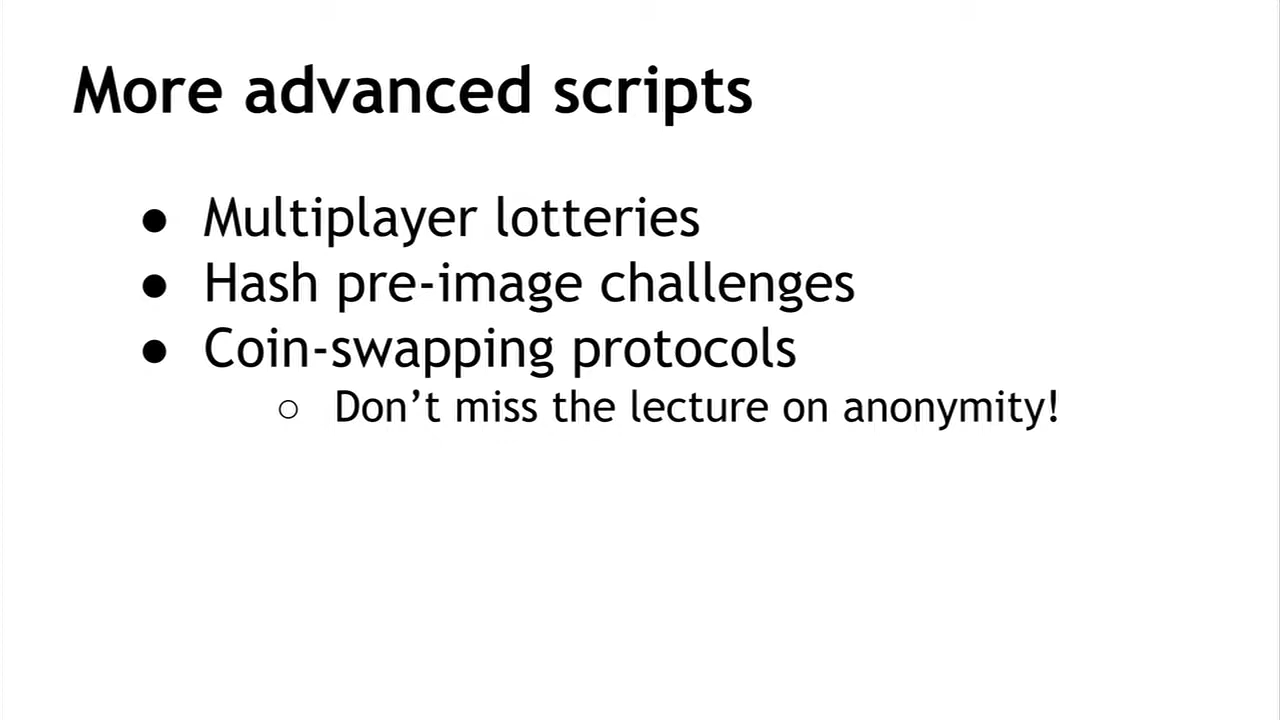 More advanced scripts
● Multiplayer lotteries
● Hash pre-image challenges
● Coin-swapping protocols
○ Don’t miss the lecture on anonymity!